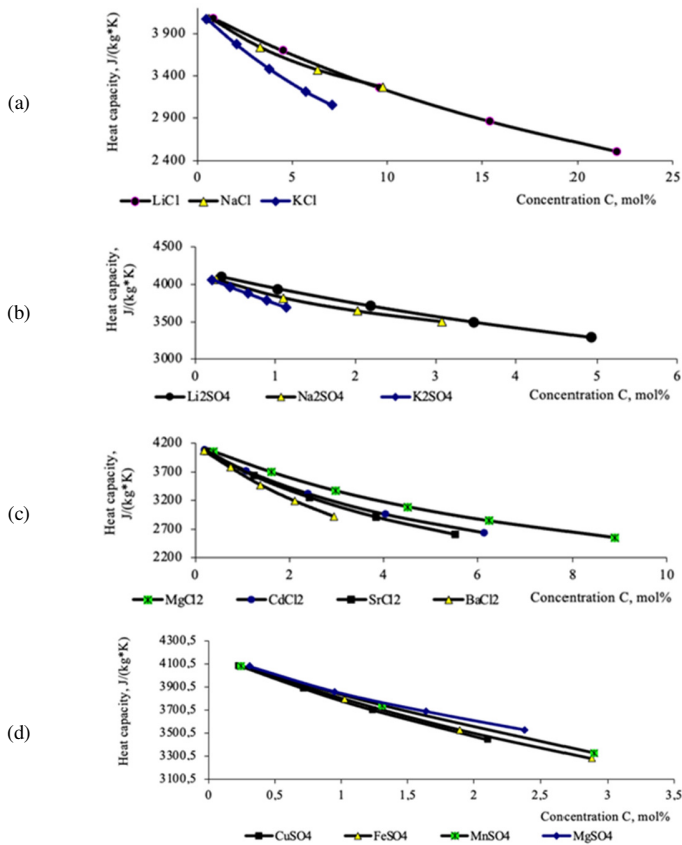 (a)
Heat capacity, J/(kg*K)
3 900
3 400
2 900
2 400
0 5 10 15 20 25
Concentration C, mol%
LiCl NaCl KCl
(b)
Heat capacity,
J/(kg*K)
4500
4000
3500
3000
0 1 2 3 4 5 6
Li2SO4 Na2SO4 K2SO4 Concentration C, mol%
(c)
Heat capacity,
J/(kg*K)
4200
3700
3200
2700
2200
0 2 4 6 8 10
MgCl2 CdCl2 SrCl2 BaCl2 Concentration C, mol%
(d)
Heat capacity, J/(kg*K)
4300,5
4100,5
3900,5
3700,5
3500,5
3300,5
3100,5
0 0,5 1 1,5 2 2,5 3 3,5
Concentration C, mol%
CuSO4 FeSO4 MnSO4 MgSO4